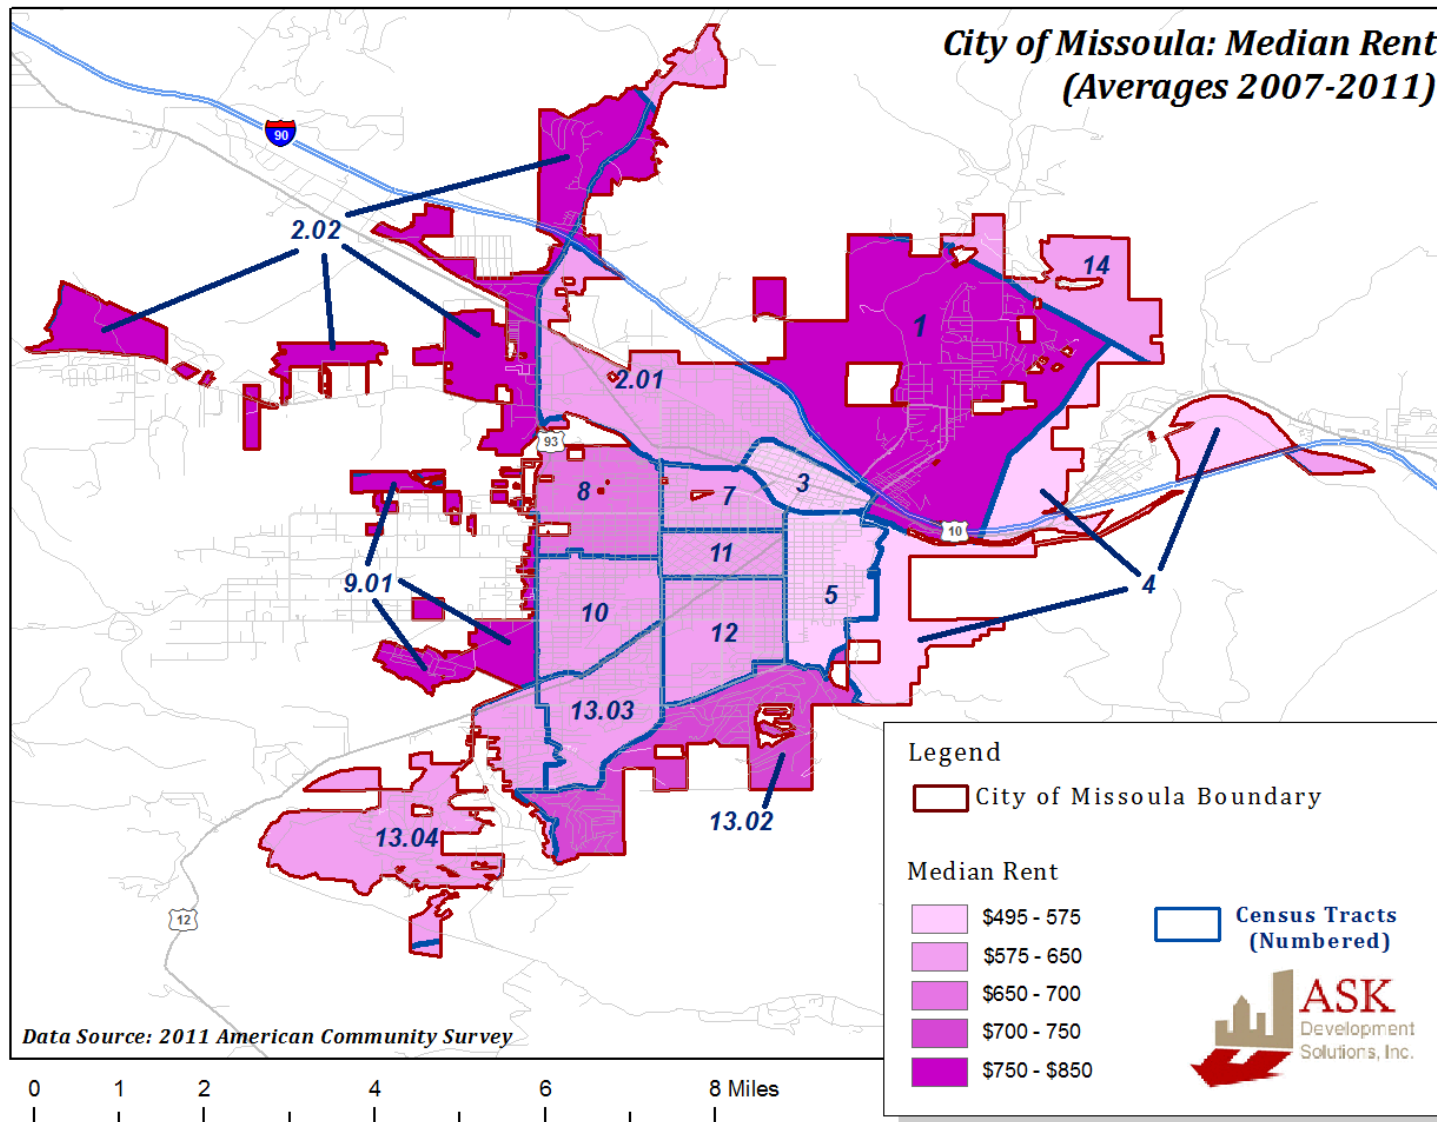 City of Missoula: Median Rent
(Averages 2007-2011)
90
2.02
14
1
2.01
93
3
8
7
10
11
9.01
4
5
10
12
13.03
13.02
13.04
12
Legend
City of Missoula Boundary
Median Rent
$495 - 575
$575 - 650
$650 - 700
$700 - 750
$750 - $850
Census Tracts
(Numbered)
ASK
Development
Solutions, Inc.
Data Source: 2011 American Community Survey
0 1 2 4 6 8 Miles